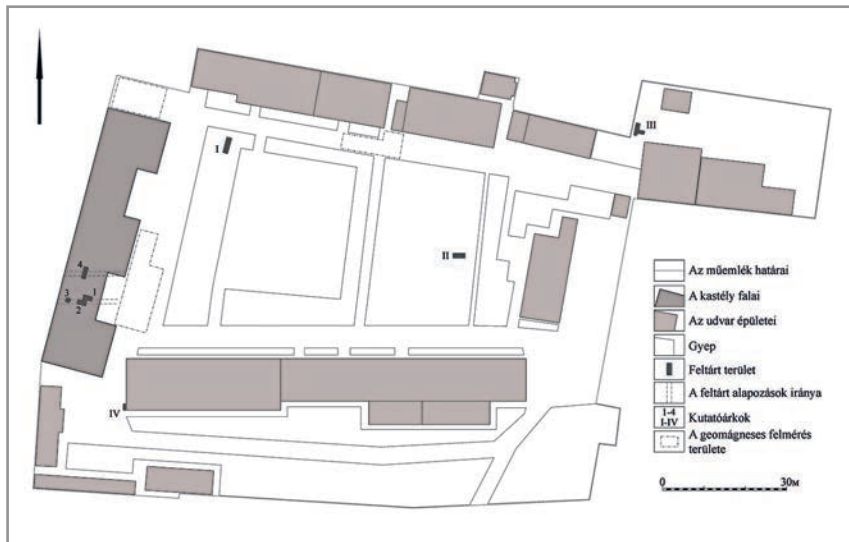 I
III
II
4
3
1
2
IV
Az műemlék határai
A kastély falai
Az udvar épületei
Gyep
Feltárt terület
A feltárt alapozások iránya
1-4
I-IV
Kutatóárkok
A geomágneses felmérés
területe
0
30м